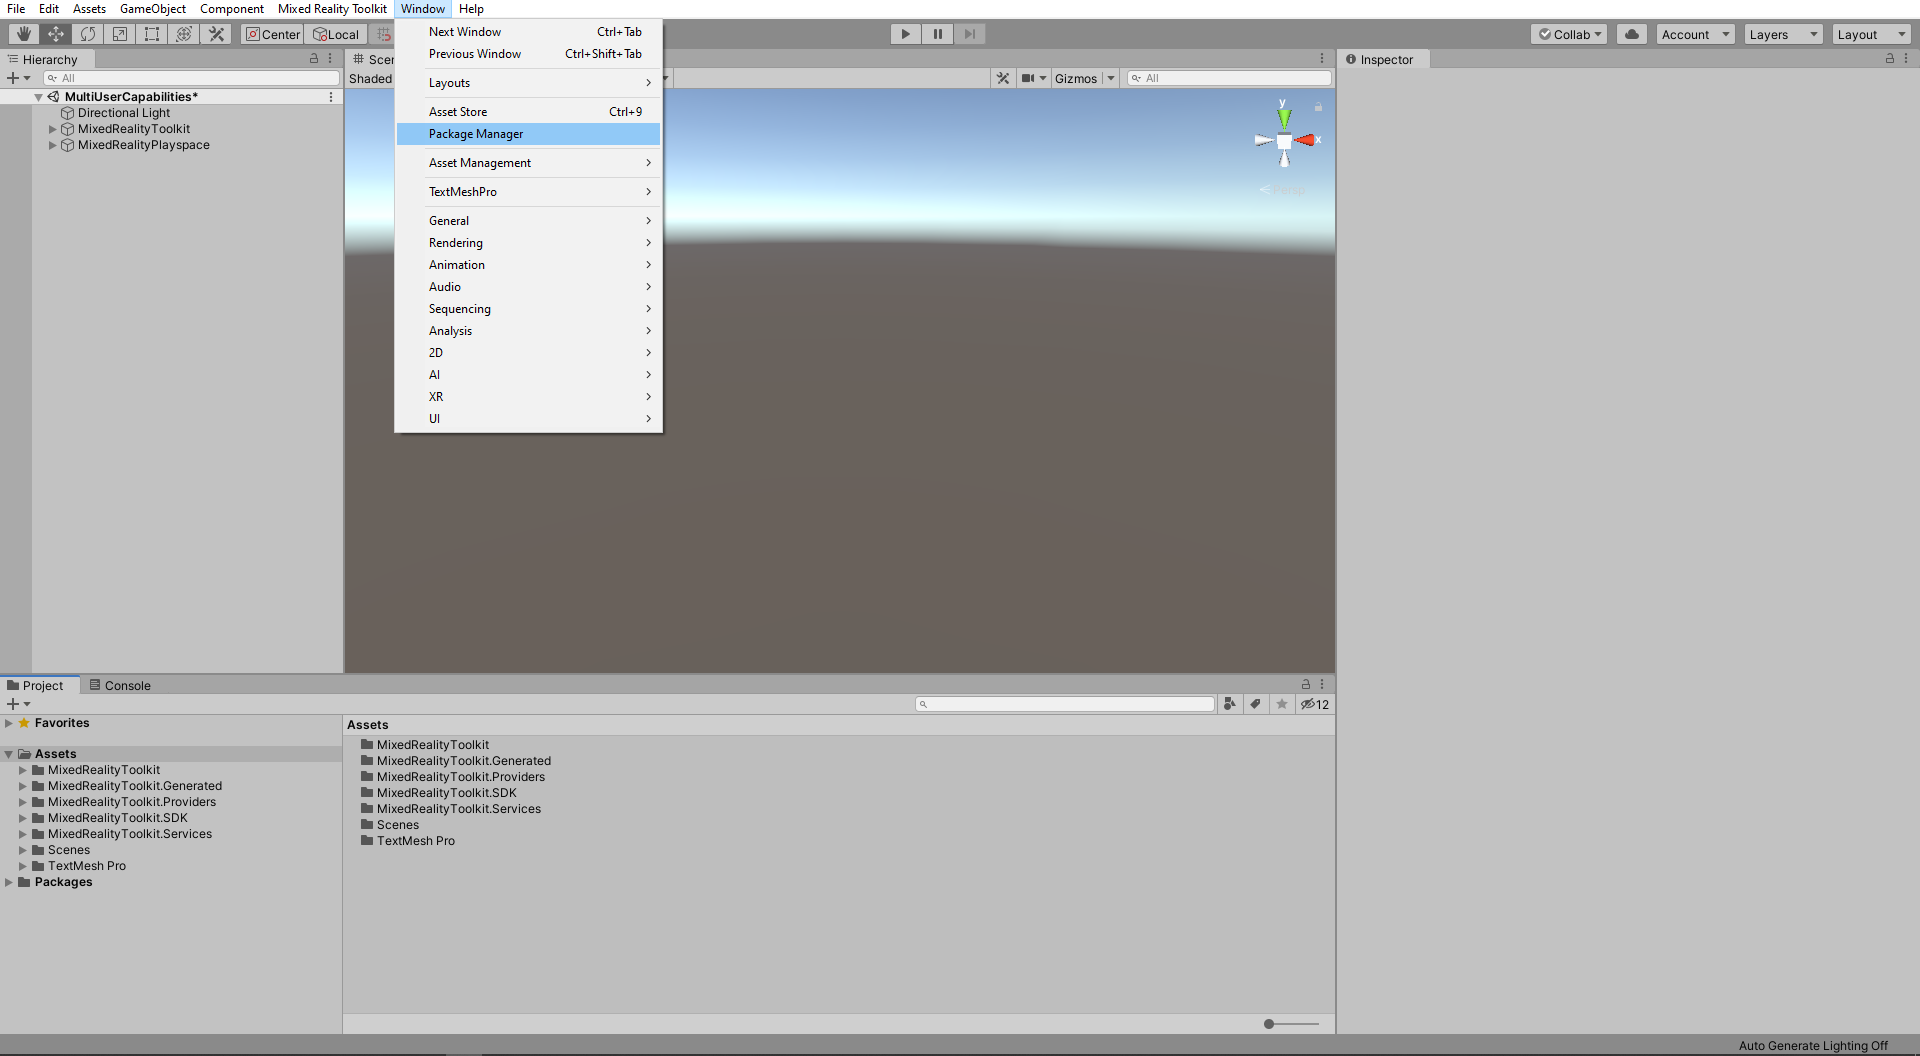 File Edit Assets GameObject Component Mixed Reality Toolkit Window Help
Center Local
Collab Account Layers Layout
Next Window Ctrl+Tab
Previous Window Ctrl+Shift+Tab
Layouts
Asset Store Ctrl+9
Package Manager
Asset Management
TextMeshPro
General
Rendering
Animation
Audio
Sequencing
Analysis
2D
AI
XR
UI
Hierarchy
All
MultiUserCapabilities*
Directional Light
MixedRealityToolkit
MixedRealityPlayspace
Scen
Shaded
Gizmos All
y
x
Persp
Inspector
Project Console
12
Favorites
Assets
MixedRealityToolkit
MixedRealityToolkit.Generated
MixedRealityToolkit.Providers
MixedRealityToolkit.SDK
MixedRealityToolkit.Services
Scenes
TextMesh Pro
Packages
Assets
MixedRealityToolkit
MixedRealityToolkit.Generated
MixedRealityToolkit.Providers
MixedRealityToolkit.SDK
MixedRealityToolkit.Services
Scenes
TextMesh Pro
Auto Generate Lighting Off